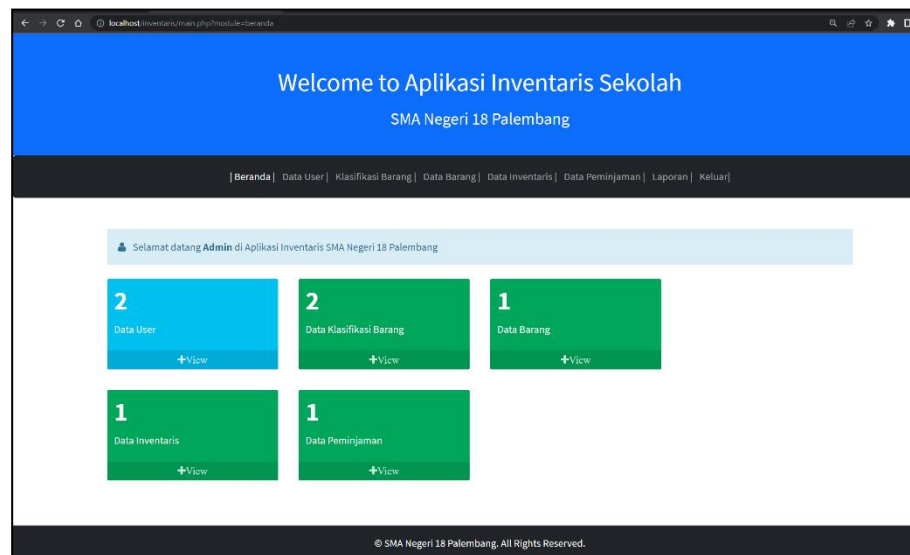 localhost/inventaris/main.php?module=beranda
Welcome to Aplikasi Inventaris Sekolah
SMA Negeri 18 Palembang
| Beranda | Data User | Klasifikasi Barang | Data Barang | Data Inventaris | Data Peminjaman | Laporan | Keluar|
Selamat datang Admin di Aplikasi Inventaris SMA Negeri 18 Palembang
2
Data User
+View
2
Data Klasifikasi Barang
+View
1
Data Barang
+View
1
Data Inventaris
+View
1
Data Peminjaman
+View
© SMA Negeri 18 Palembang. All Rights Reserved.